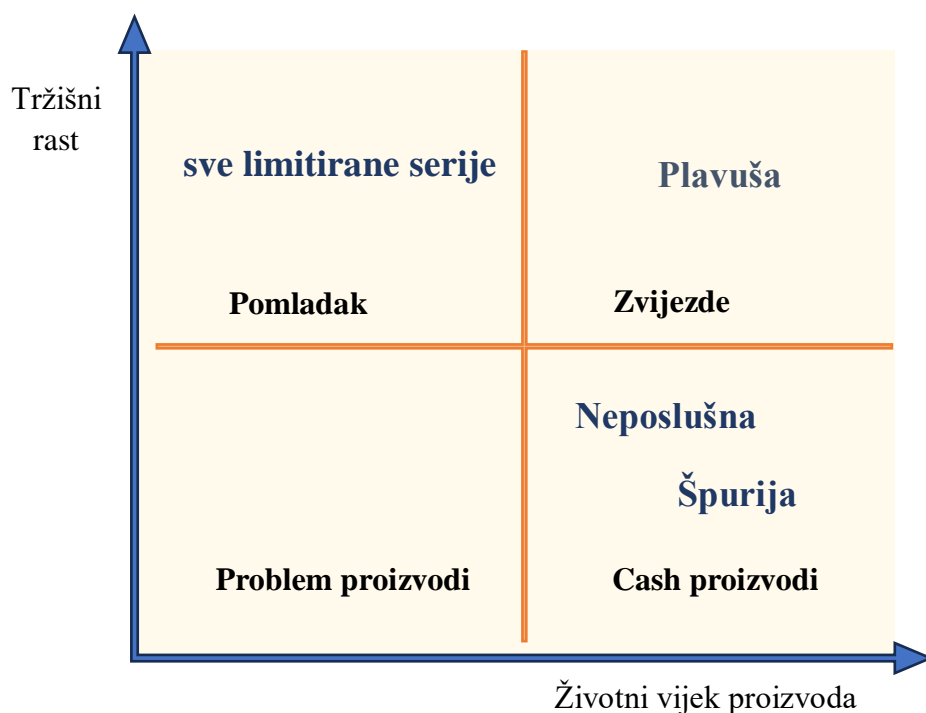 Tržišni
rast
sve limitirane serije
Plavuša
Pomladak
Zvijezde
Neposlušna
Špurija
Problem proizvodi
Cash proizvodi
Životni vijek proizvoda